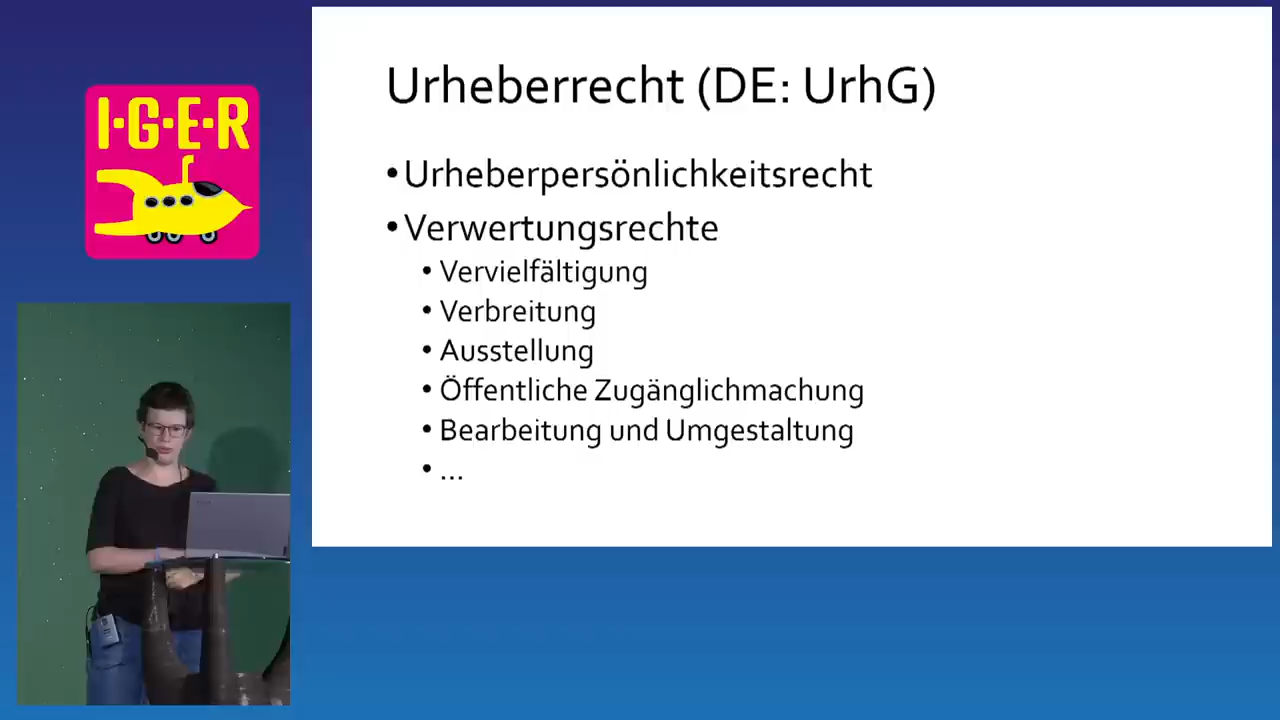 I·G·E·R
Urheberrecht (DE: UrhG)
•Urheberpersönlichkeitsrecht
•Verwertungsrechte
• Vervielfältigung
• Verbreitung
• Ausstellung
• Öffentliche Zugänglichmachung
• Bearbeitung und Umgestaltung
• ...